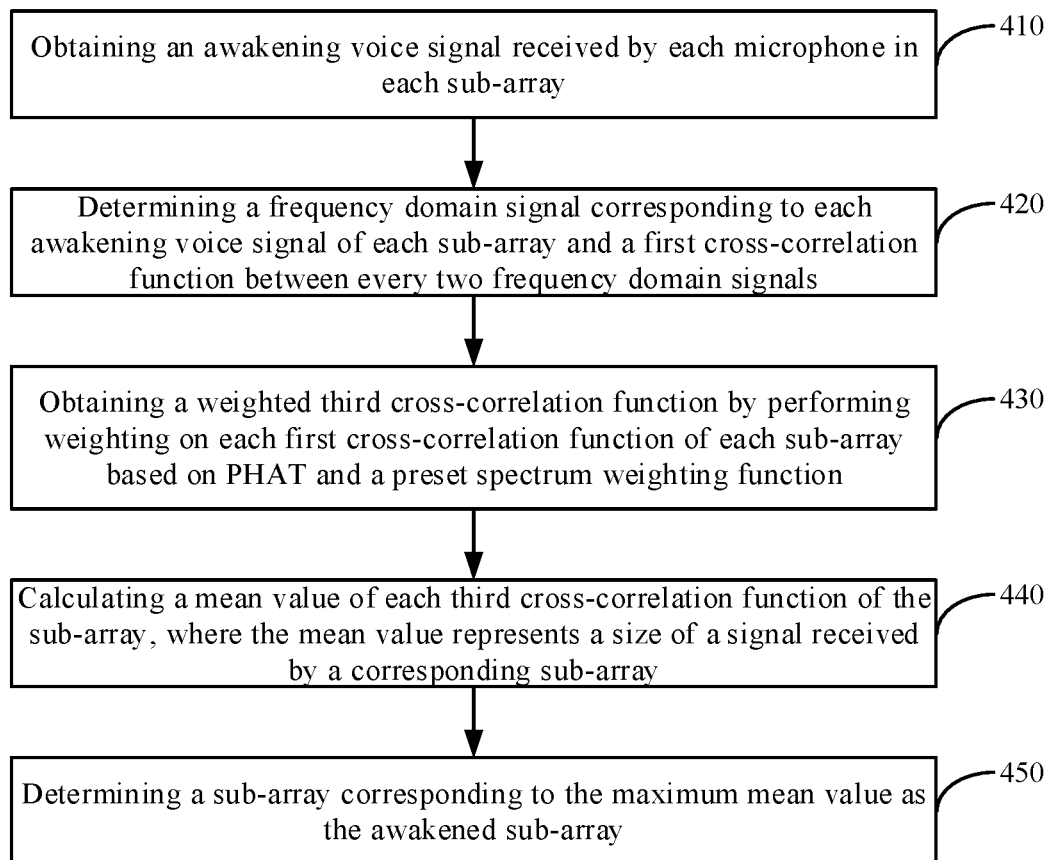 Obtaining an awakening voice signal received by each microphone in
each sub-array
410
Determining a frequency domain signal corresponding to each
awakening voice signal of each sub-array and a first cross-correlation
function between every two frequency domain signals
420
Obtaining a weighted third cross-correlation function by performing
weighting on each first cross-correlation function of each sub-array
based on PHAT and a preset spectrum weighting function
430
Calculating a mean value of each third cross-correlation function of the
sub-array, where the mean value represents a size of a signal received
by a corresponding sub-array
440
Determining a sub-array corresponding to the maximum mean value as
the awakened sub-array
450